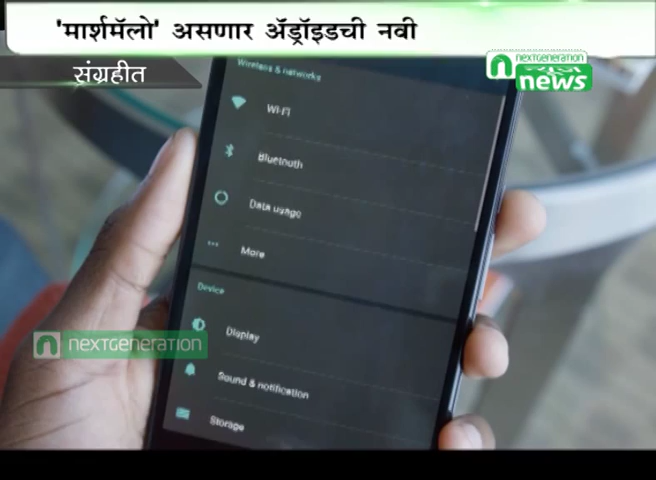 'मार्शमॅलो' असणार अ‍ॅंड्रॉइडची नवी
संग्रहीत
nextgeneration
न्यूज
news
Wireless & networks
Wi-Fi
Bluetooth
Data usage
More
Device
Display
Sound & notification
Storage
nextgeneration